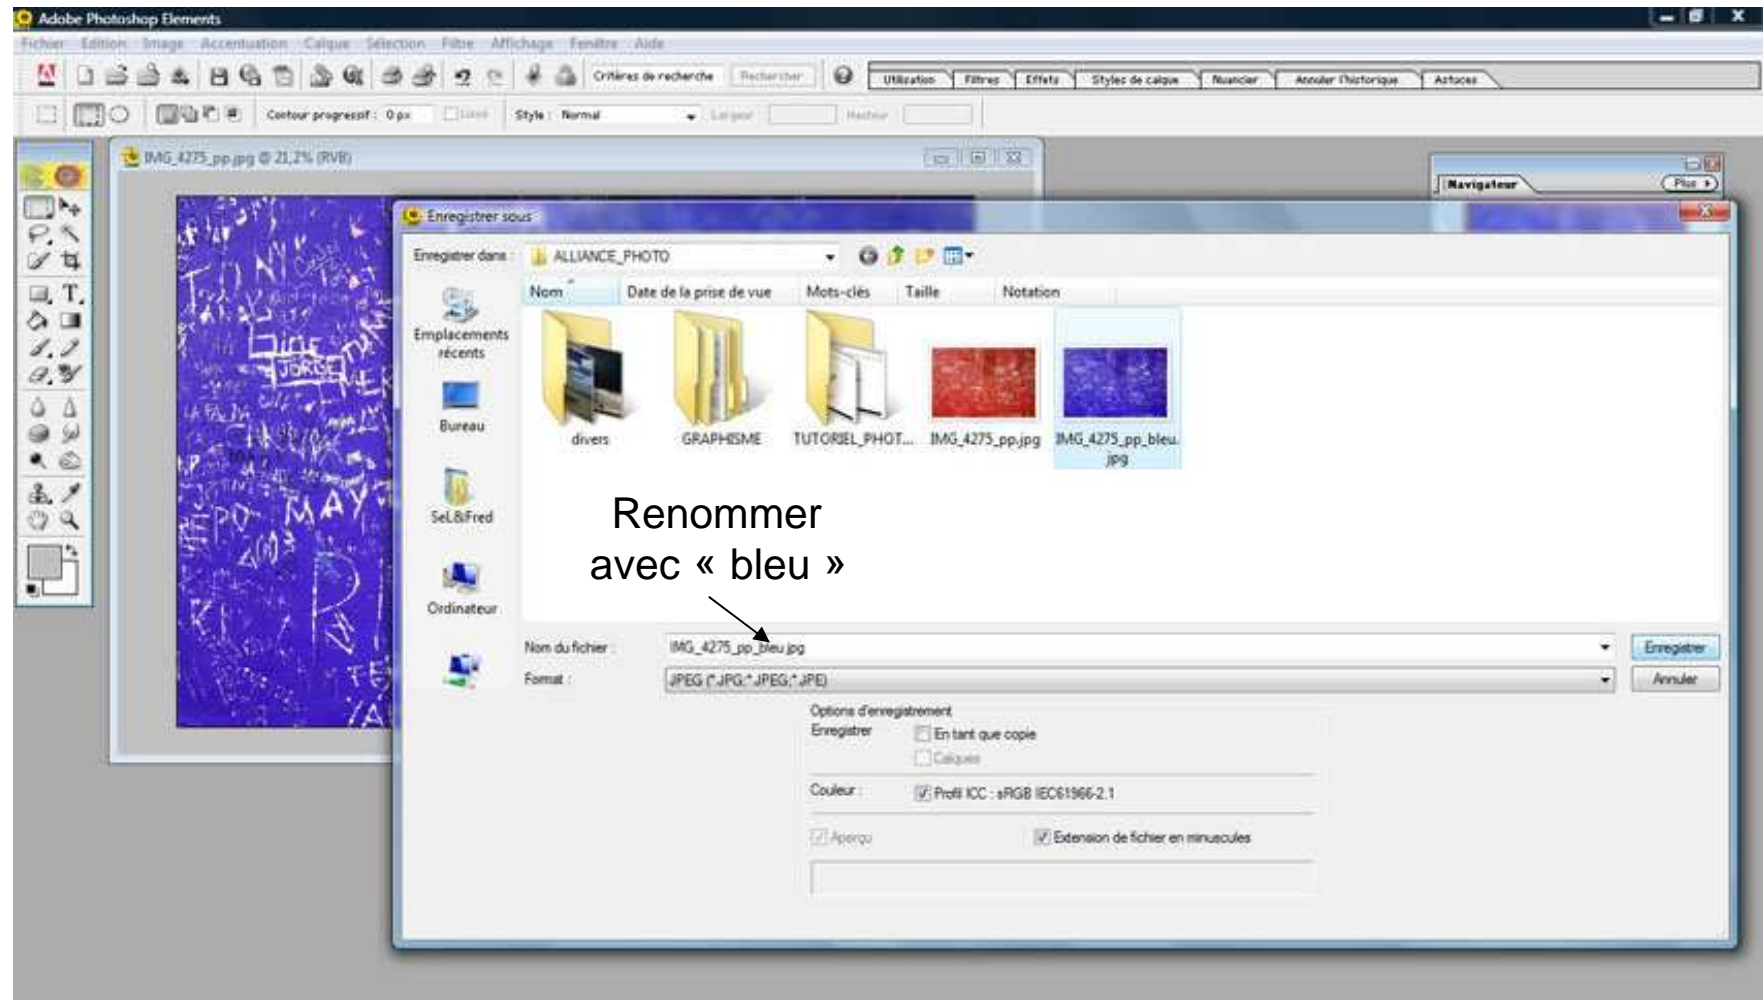 Adobe Photoshop Elements
Fichier Edition Image Accentuation Calque Sélection Filtre Affichage Fenêtre Aide
Critères de recherche Rechercher Utilisation Filtres Effets Styles de calque Nuancier Annuler l'historique Astuces
Contour progressif : 0 px Lissé Style : Normal Largeur Hauteur
IMG_4275_pp.jpg @ 21,2% (RVB)
Navigateur Plus
Enregistrer sous
Enregistrer dans : ALLIANCE_PHOTO
Nom Date de la prise de vue Mots-clés Taille Notation
Emplacements
récents
Bureau
divers GRAPHISME TUTORIEL_PHOT... IMG_4275_pp.jpg IMG_4275_pp_bleu.
jpg
SeL&Fred
Renommer
avec « bleu »
Ordinateur
Nom du fichier : IMG_4275_pp_bleu.jpg Enregistrer
Format : JPEG (*.JPG;*.JPEG;*.JPE) Annuler
Options d'enregistrement
Enregistrer En tant que copie
Calques
Couleur : Profil ICC : sRGB IEC61966-2.1
Aperçu Extension de fichier en minuscules
JORGE
MAY